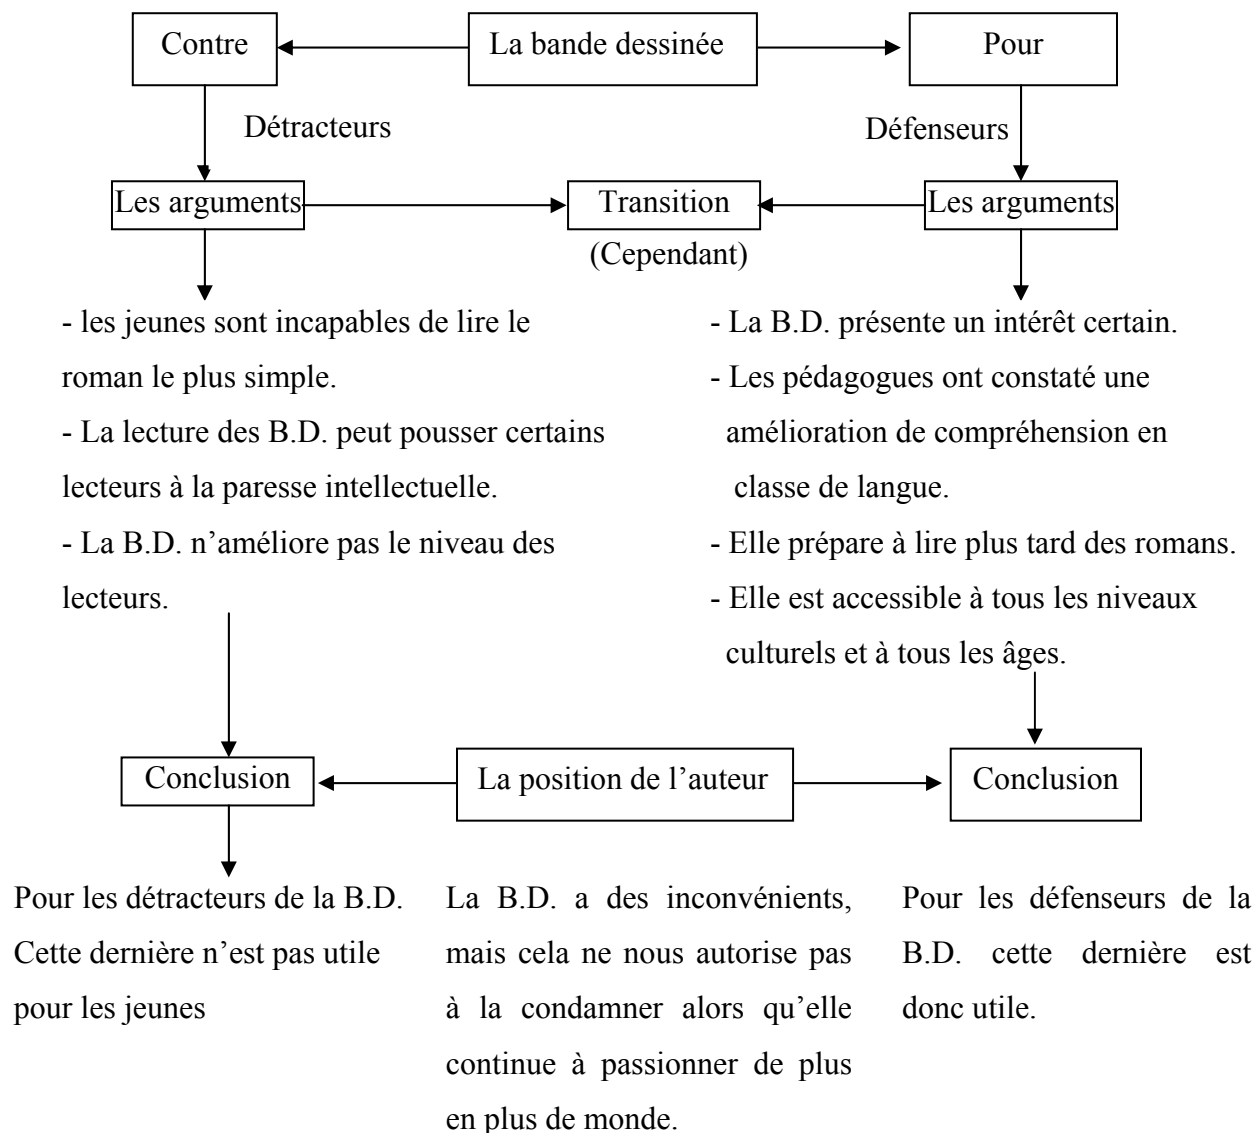 Contre
La bande dessinée
Pour
Détracteurs
Défenseurs
Les arguments
Transition
Les arguments
(Cependant)
- les jeunes sont incapables de lire le
roman le plus simple.
- La lecture des B.D. peut pousser certains
lecteurs à la paresse intellectuelle.
- La B.D. n’améliore pas le niveau des
lecteurs.
- La B.D. présente un intérêt certain.
- Les pédagogues ont constaté une
amélioration de compréhension en
classe de langue.
- Elle prépare à lire plus tard des romans.
- Elle est accessible à tous les niveaux
culturels et à tous les âges.
Conclusion
La position de l’auteur
Conclusion
Pour les détracteurs de la B.D.
Cette dernière n’est pas utile
pour les jeunes
La B.D. a des inconvénients,
mais cela ne nous autorise pas
à la condamner alors qu’elle
continue à passionner de plus
en plus de monde.
Pour les défenseurs de la
B.D. cette dernière est
donc utile.